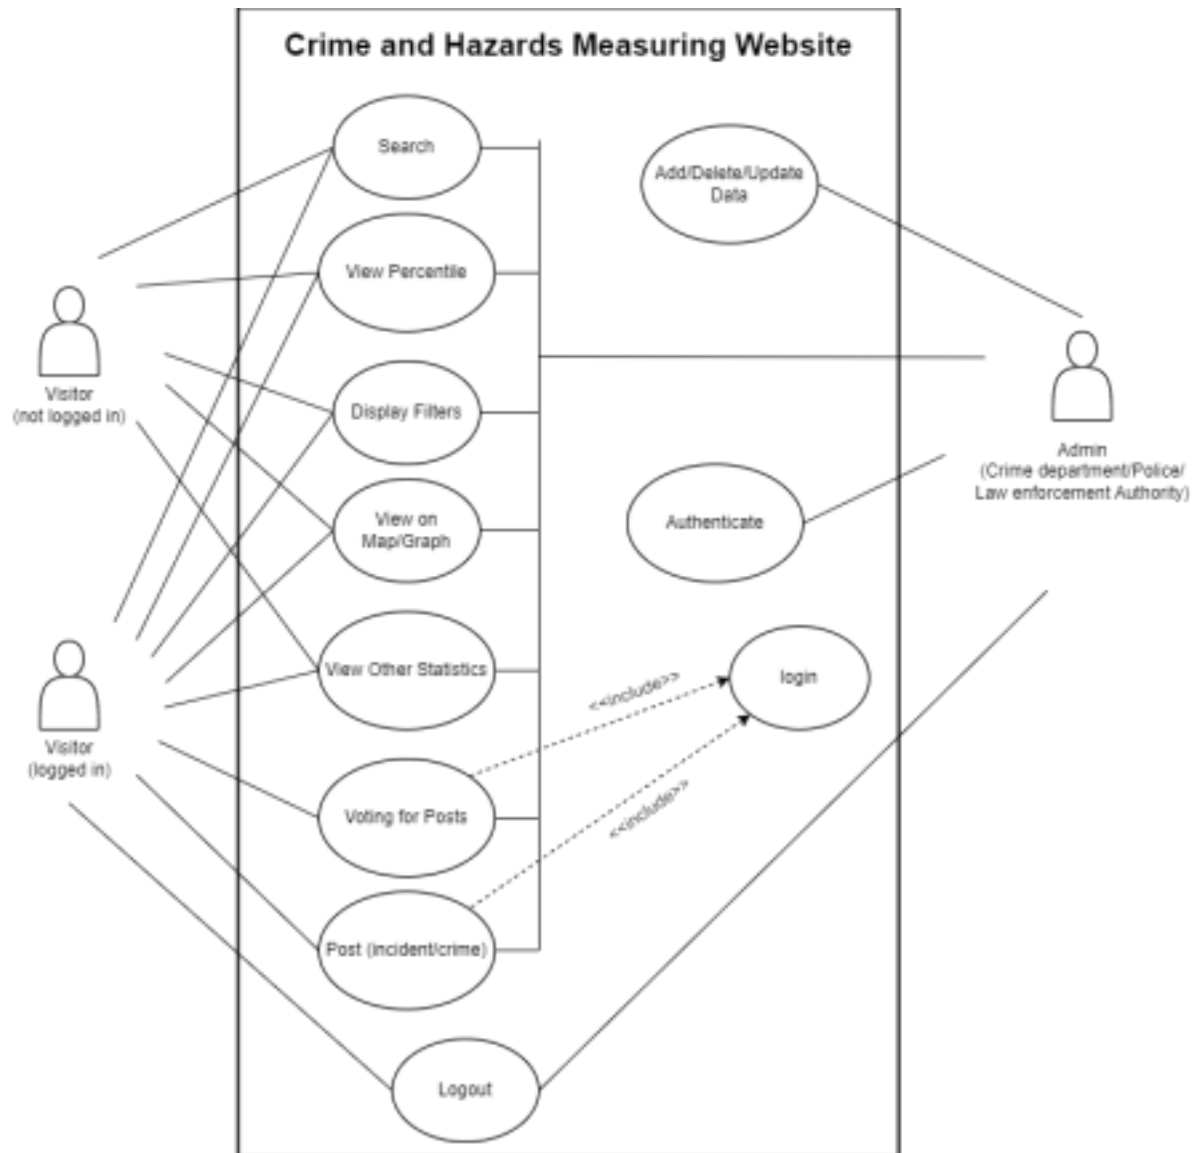 Crime and Hazards Measuring Website
Search
Add/Delete/Update
Data
View Percentile
Visitor
(not logged in)
Display Filters
Admin
(Crime department/Police/
Law enforcement Authority)
View on
Map/Graph
Authenticate
View Other Statistics
<<include>>
login
Visitor
(logged in)
Voting for Posts
<<include>>
Post (incident/crime)
Logout